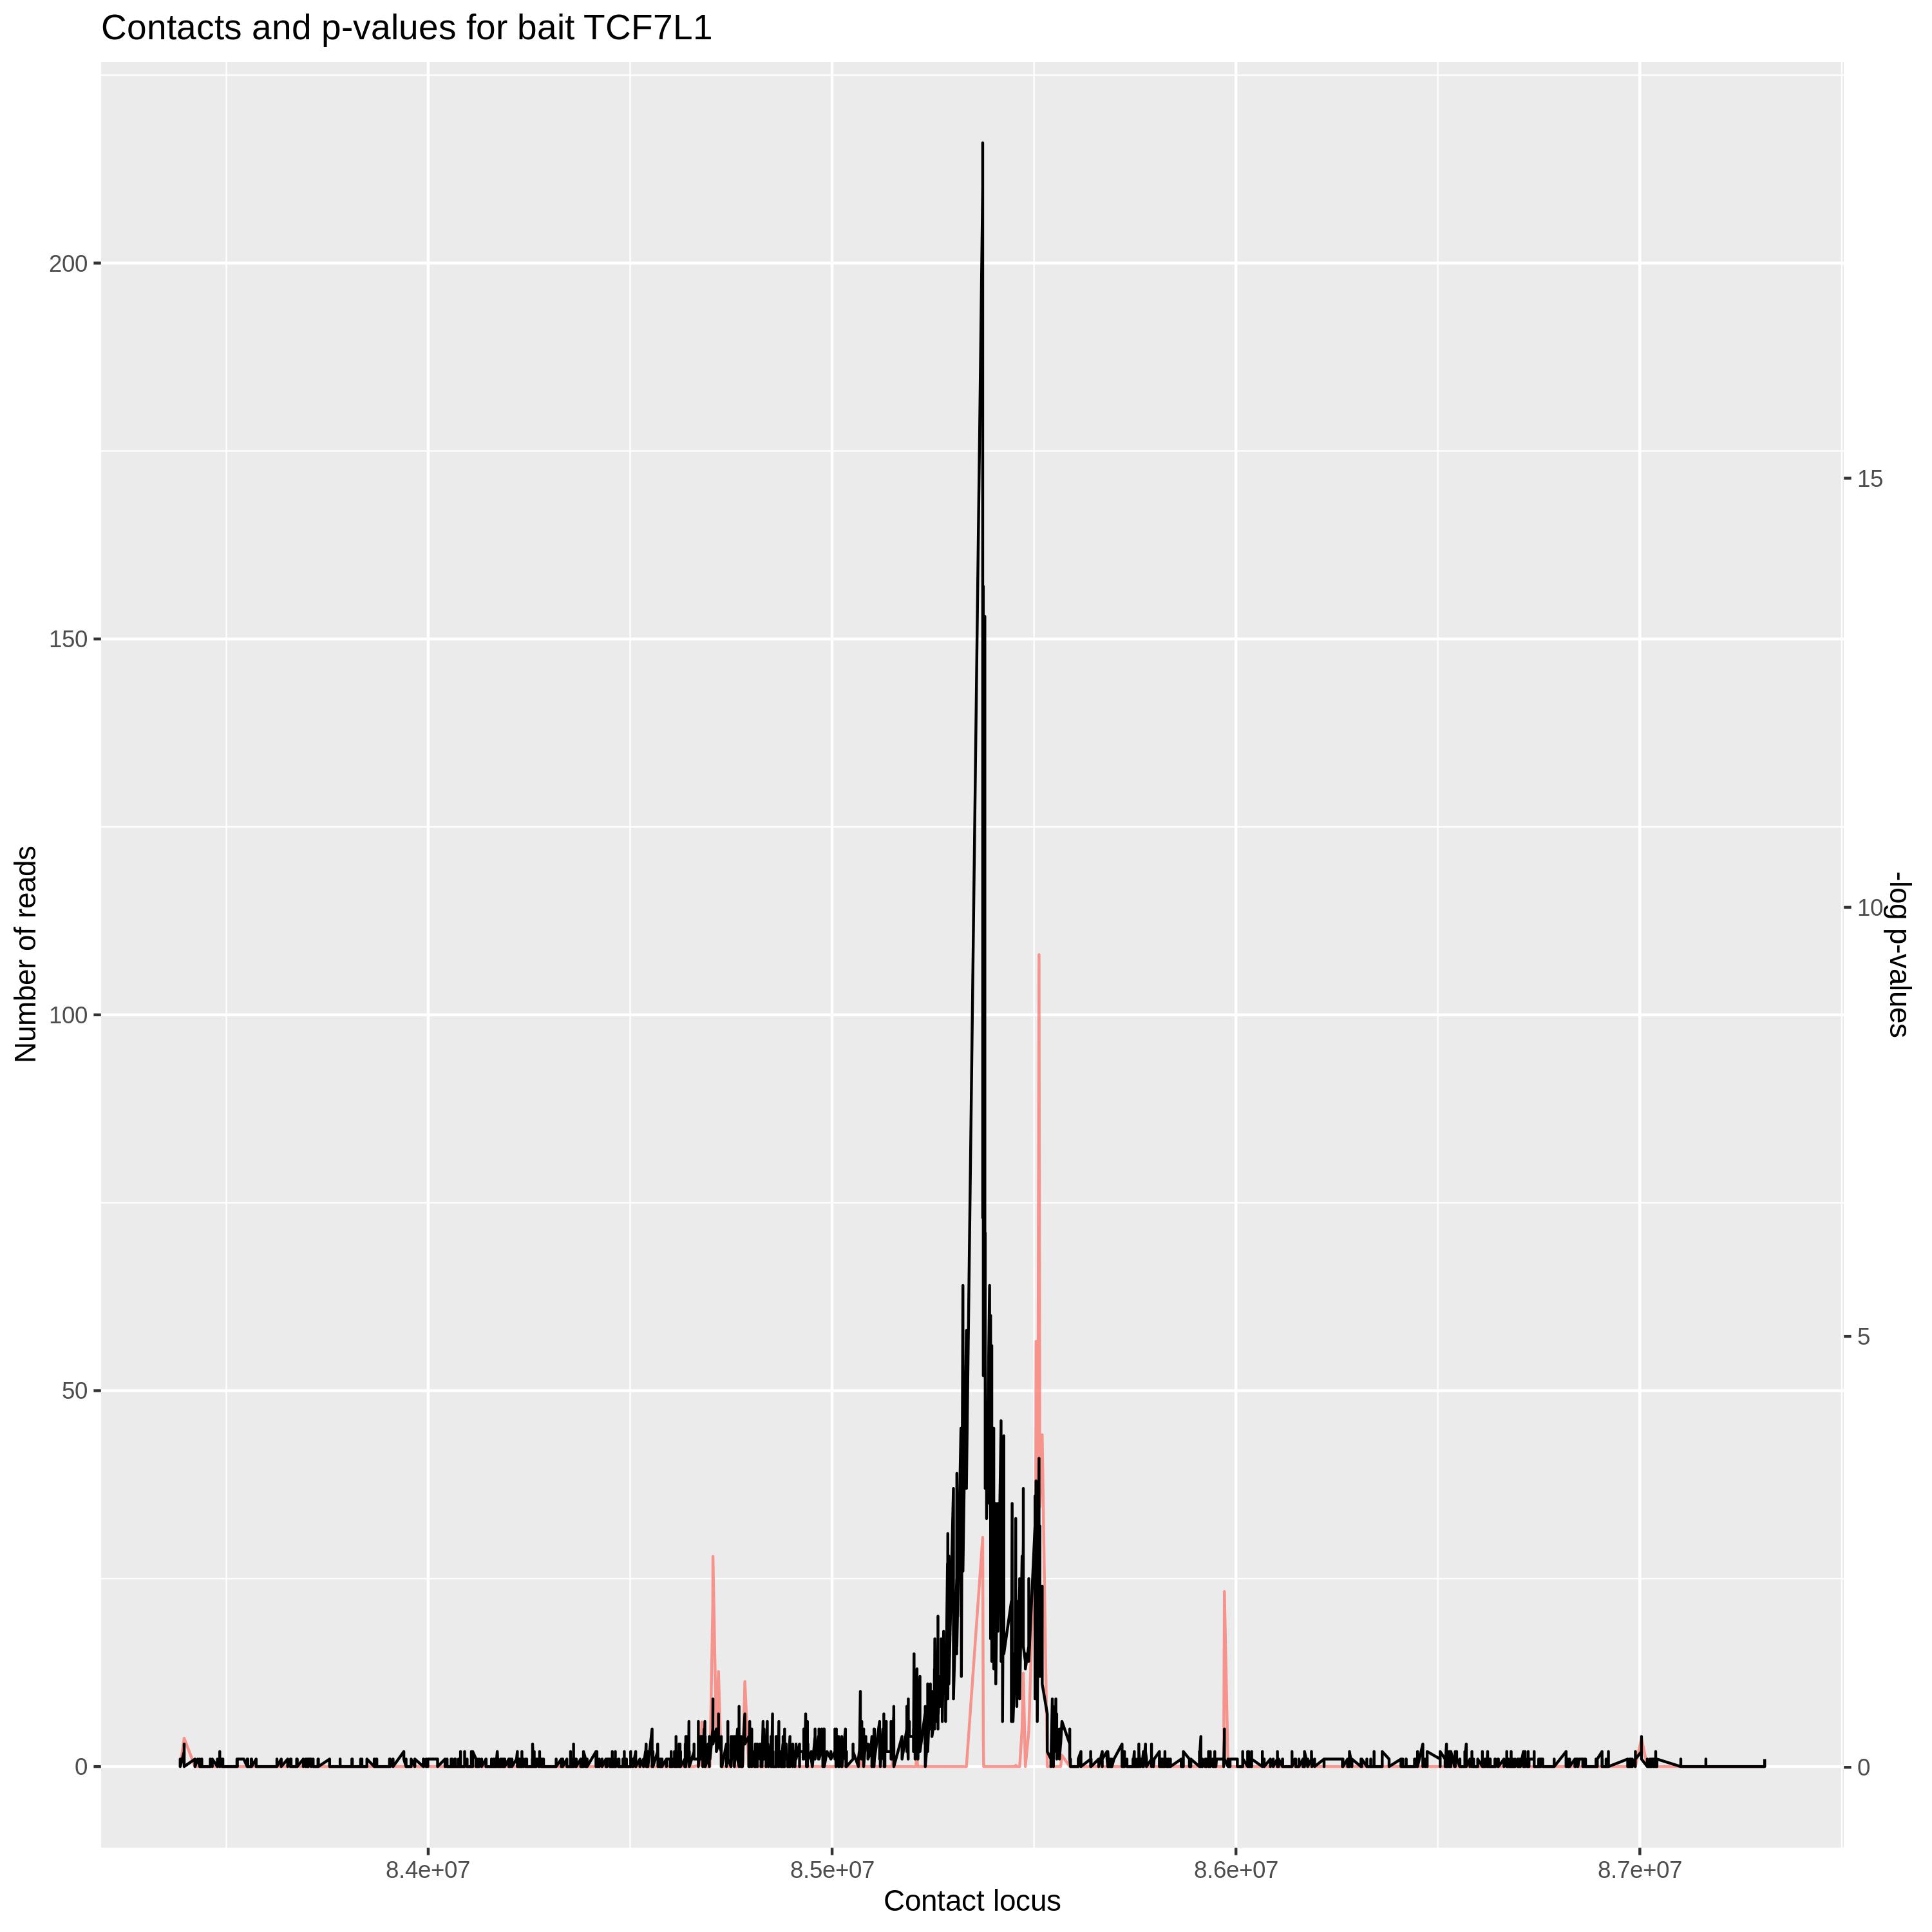 Contacts and p-values for bait TCF7L1
200
150
100
50
0
15
10
5
0
Number of reads
-log p-values
8.4e+07
8.5e+07
8.6e+07
8.7e+07
Contact locus